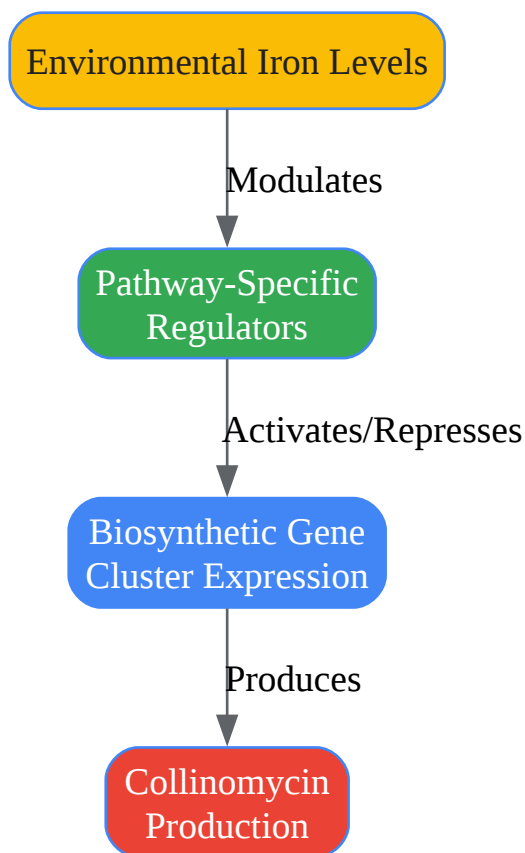 Environmental Iron Levels
Modulates
Pathway-Specific
Regulators
Activates/Represses
Biosynthetic Gene
Cluster Expression
Produces
Collinomycin
Production